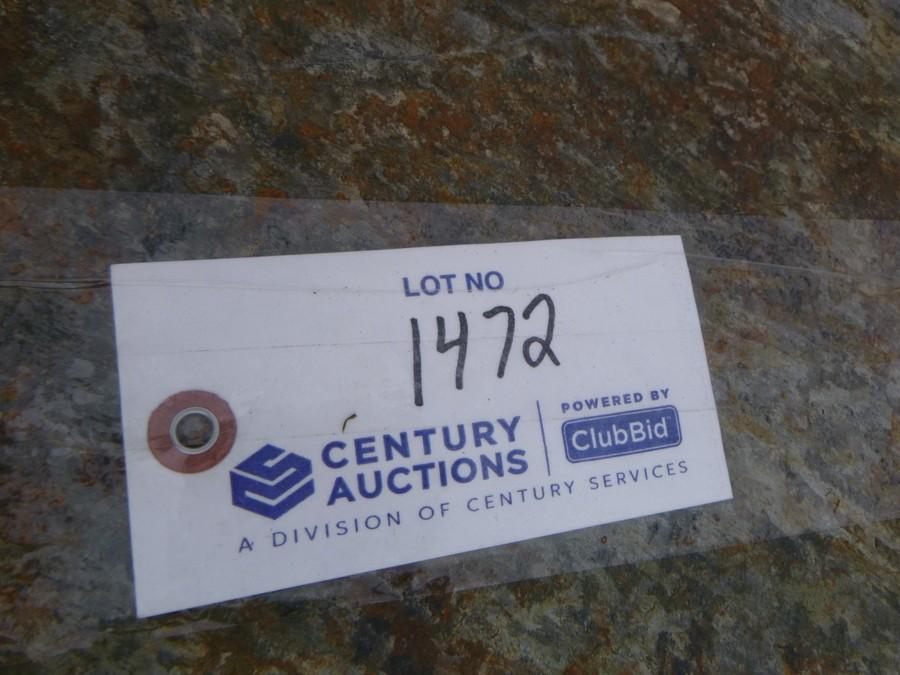 LOT NO
1472
CENTURY AUCTIONS
POWERED BY
ClubBid
A DIVISION OF CENTURY SERVICES